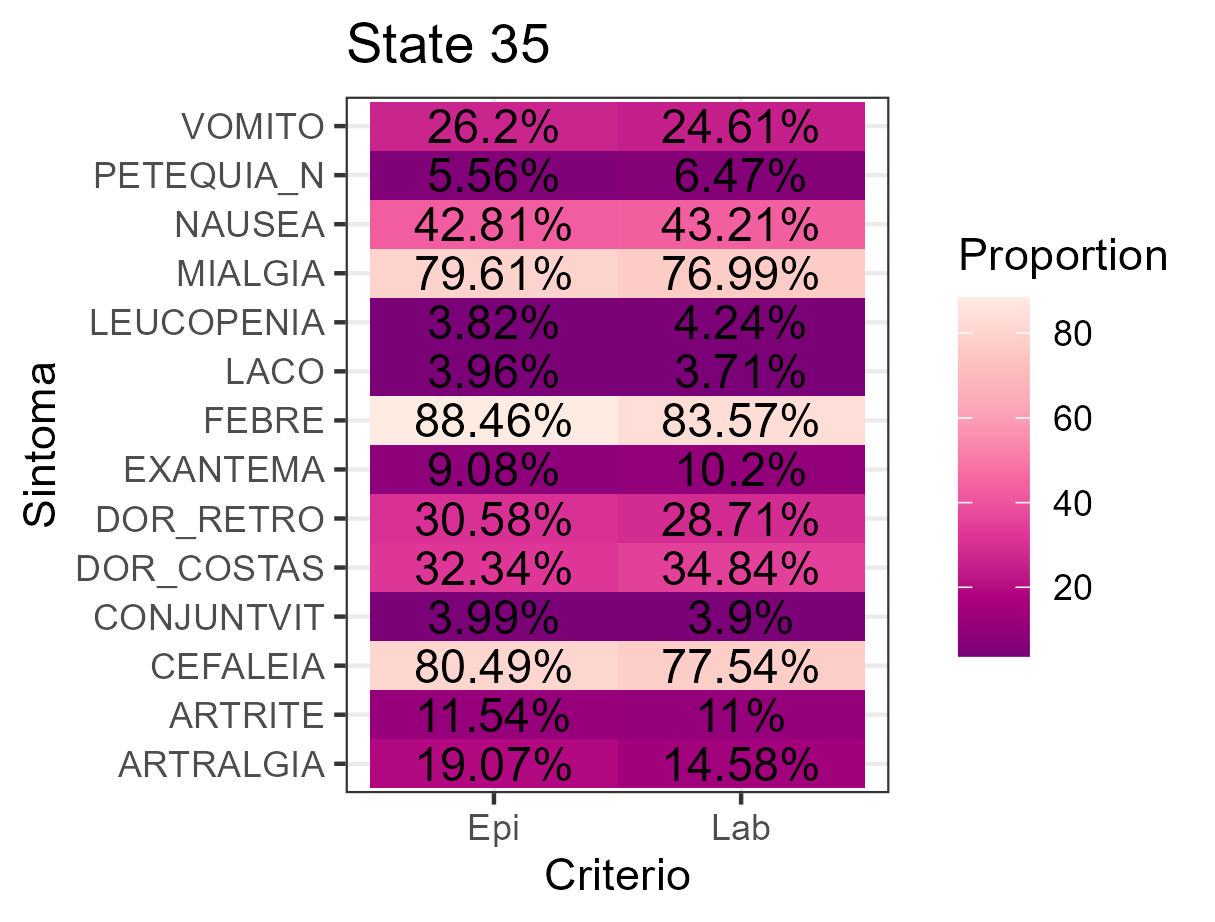 State 35
VOMITO 26.2% 24.61%
PETEQUIA_N 5.56% 6.47%
NAUSEA 42.81% 43.21%
MIALGIA 79.61% 76.99%
LEUCOPENIA 3.82% 4.24%
LACO 3.96% 3.71%
FEBRE 88.46% 83.57%
EXANTEMA 9.08% 10.2%
DOR_RETRO 30.58% 28.71%
DOR_COSTAS 32.34% 34.84%
CONJUNTVIT 3.99% 3.9%
CEFALEIA 80.49% 77.54%
ARTRITE 11.54% 11%
ARTRALGIA 19.07% 14.58%
Epi Lab
Criterio
Sintoma
Proportion
80
60
40
20